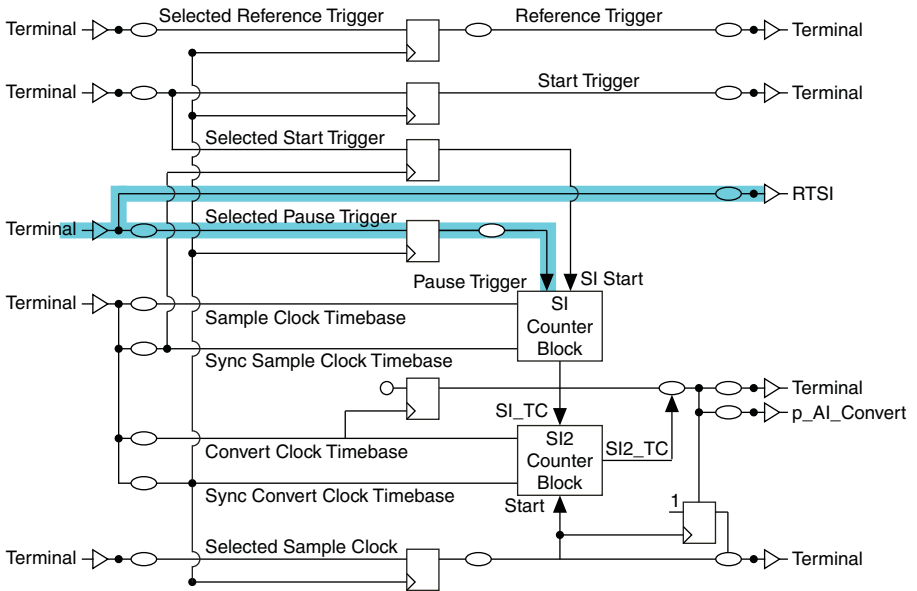 Terminal
Selected Reference Trigger
Reference Trigger
Terminal
Terminal
Start Trigger
Terminal
Selected Start Trigger
RTSI
Terminal
Selected Pause Trigger
Pause Trigger
SI Start
Terminal
Sample Clock Timebase
SI
Counter
Block
Sync Sample Clock Timebase
Terminal
SI_TC
p_AI_Convert
Convert Clock Timebase
SI2
Counter
Block
SI2_TC
Sync Convert Clock Timebase
Start
1
Terminal
Selected Sample Clock
Terminal